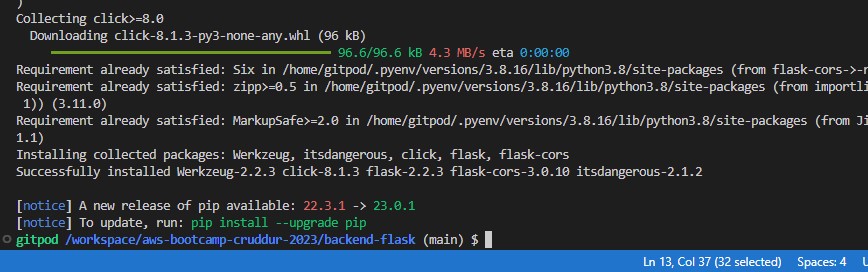 )
Collecting click>=8.0
Downloading click-8.1.3-py3-none-any.whl (96 kB)
96.6/96.6 kB 4.3 MB/s eta 0:00:00
Requirement already satisfied: Six in /home/gitpod/.pyenv/versions/3.8.16/lib/python3.8/site-packages (from flask-cors->-r
Requirement already satisfied: zipp>=0.5 in /home/gitpod/.pyenv/versions/3.8.16/lib/python3.8/site-packages (from importli
1)) (3.11.0)
Requirement already satisfied: MarkupSafe>=2.0 in /home/gitpod/.pyenv/versions/3.8.16/lib/python3.8/site-packages (from Ji
1.1)
Installing collected packages: Werkzeug, itsdangerous, click, flask, flask-cors
Successfully installed Werkzeug-2.2.3 click-8.1.3 flask-2.2.3 flask-cors-3.0.10 itsdangerous-2.1.2
[notice] A new release of pip available: 22.3.1 -> 23.0.1
[notice] To update, run: pip install --upgrade pip
gitpod /workspace/aws-bootcamp-cruddur-2023/backend-flask (main) $
Ln 13, Col 37 (32 selected) Spaces: 4 U